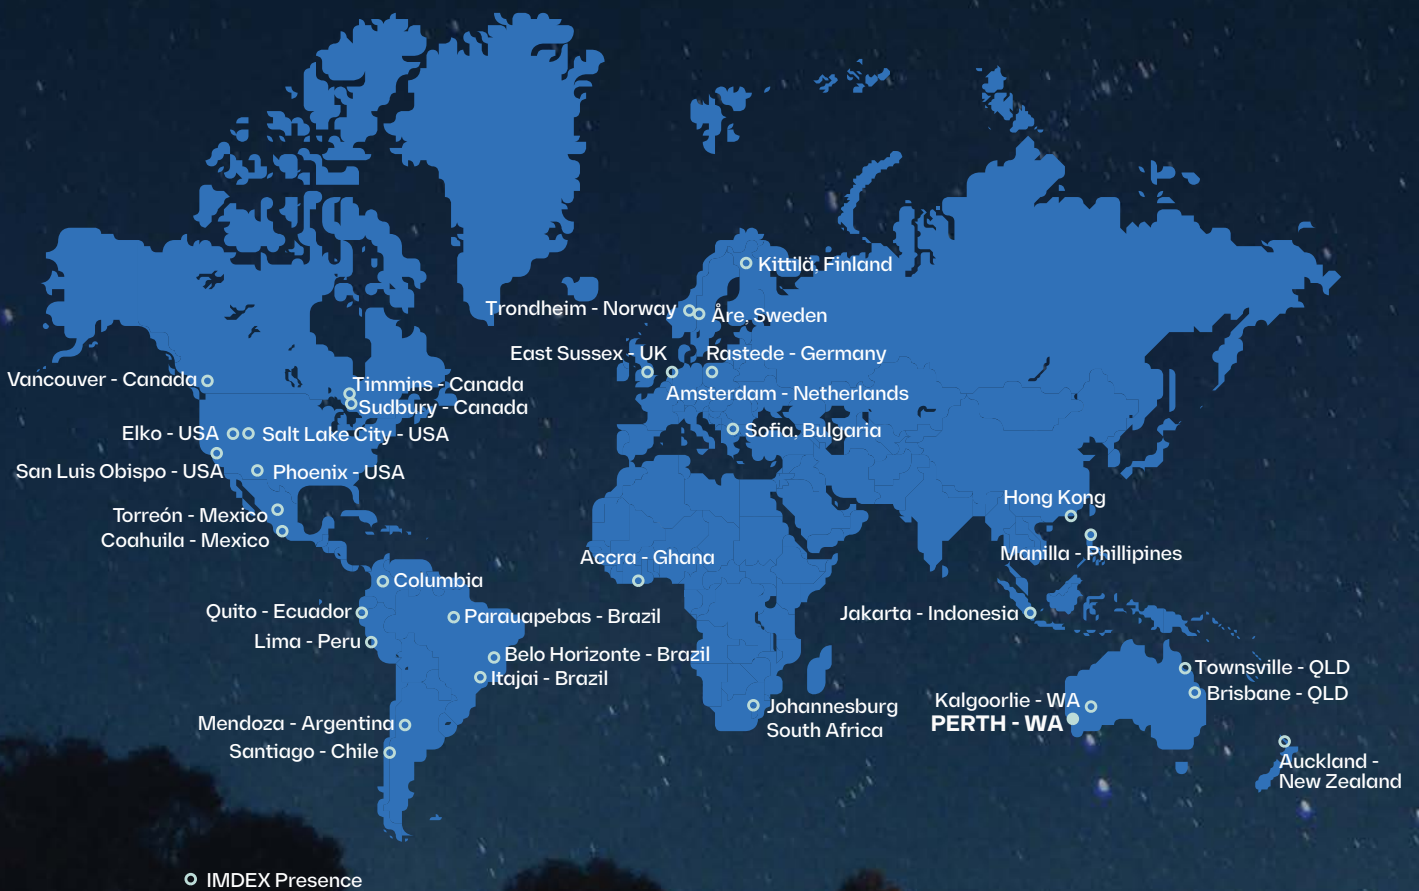 Kittilä, Finland
Trondheim - Norway
Åre, Sweden
East Sussex - UK
Rastede - Germany
Vancouver - Canada
Timmins - Canada
Amsterdam - Netherlands
Sudbury - Canada
Elko - USA
Salt Lake City - USA
Sofia, Bulgaria
San Luis Obispo - USA
Phoenix - USA
Hong Kong
Torreón - Mexico
Coahuila - Mexico
Manilla - Phillipines
Accra - Ghana
Columbia
Quito - Ecuador
Parauapebas - Brazil
Jakarta - Indonesia
Lima - Peru
Belo Horizonte - Brazil
Itajai - Brazil
Townsville - QLD
Brisbane - QLD
Kalgoorlie - WA
Johannesburg
South Africa
PERTH - WA
Mendoza - Argentina
Santiago - Chile
Auckland -
New Zealand
IMDEX Presence